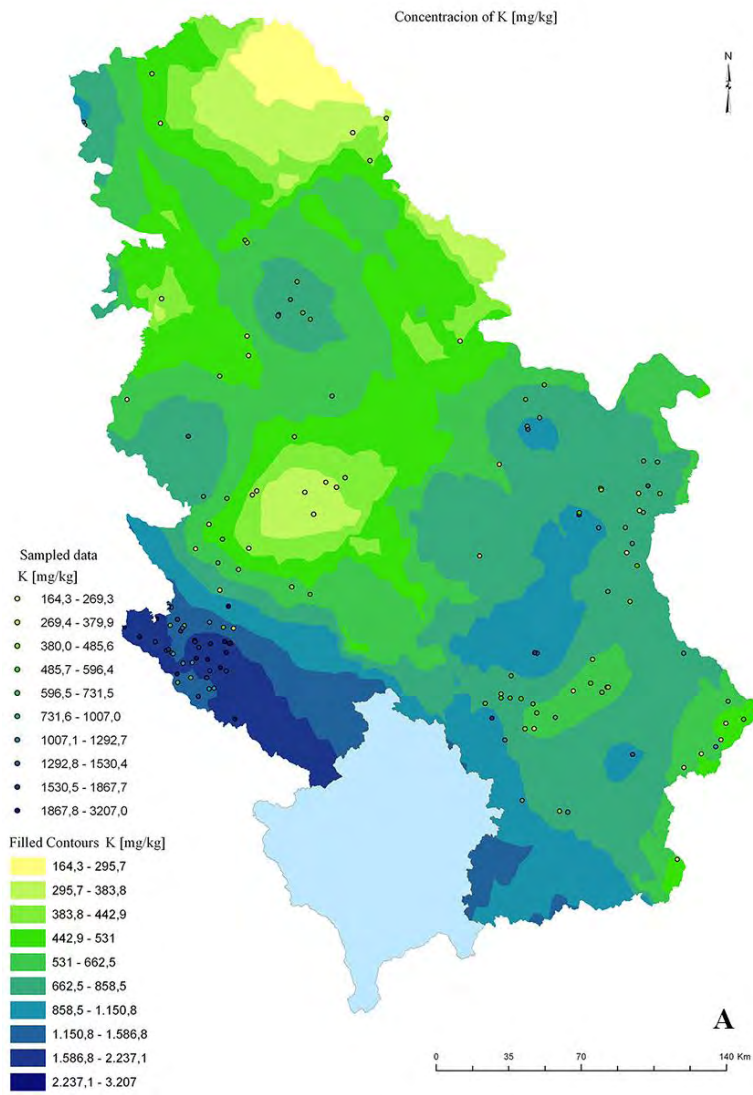 Concentracion of K [mg/kg]
N
Sampled data
K [mg/kg]
164,3 - 269,3
269,4 - 379,9
380,0 - 485,6
485,7 - 596,4
596,5 - 731,5
731,6 - 1007,0
1007,1 - 1292,7
1292,8 - 1530,4
1530,5 - 1867,7
1867,8 - 3207,0
Filled Contours K [mg/kg]
164,3 - 295,7
295,7 - 383,8
383,8 - 442,9
442,9 - 531
531 - 662,5
662,5 - 858,5
858,5 - 1.150,8
1.150,8 - 1.586,8
1.586,8 - 2.237,1
2.237,1 - 3.207
A
0 35 70 140 Km